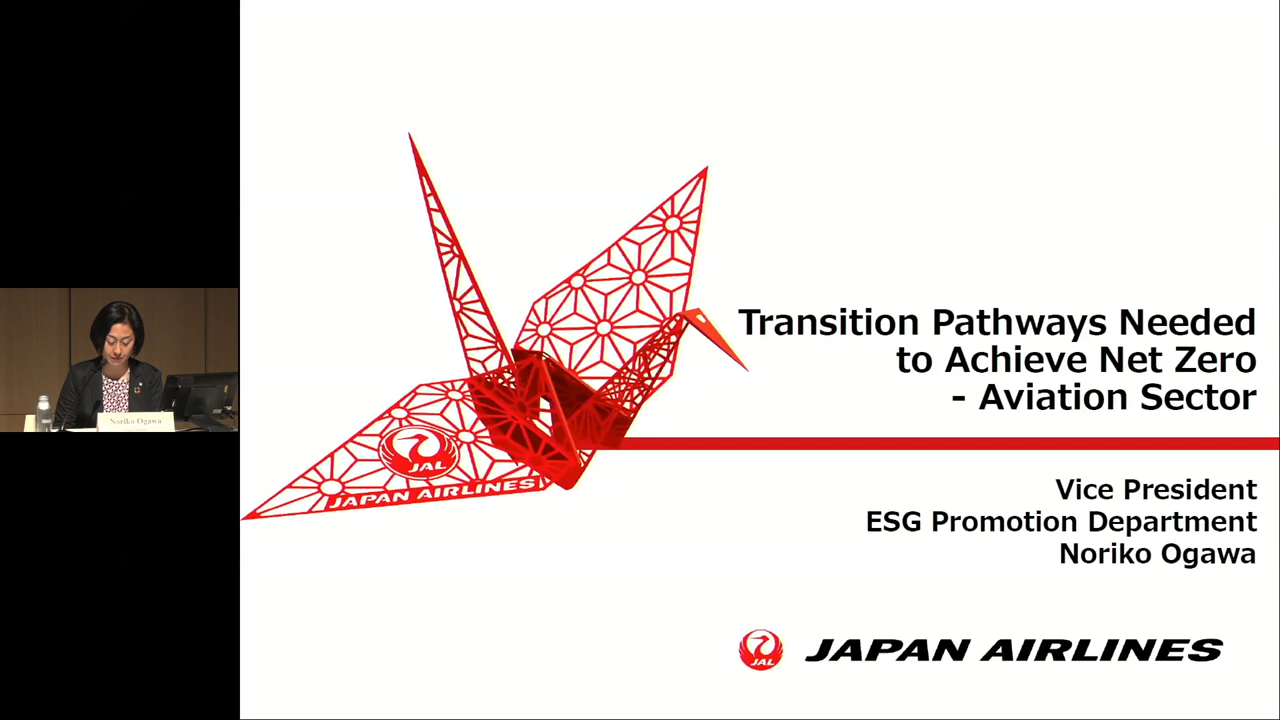 Transition Pathways Needed
to Achieve Net Zero
- Aviation Sector
Vice President
ESG Promotion Department
Noriko Ogawa
JAL
JAPAN AIRLINES
JAL
JAPAN AIRLINES
Noriko Ogawa